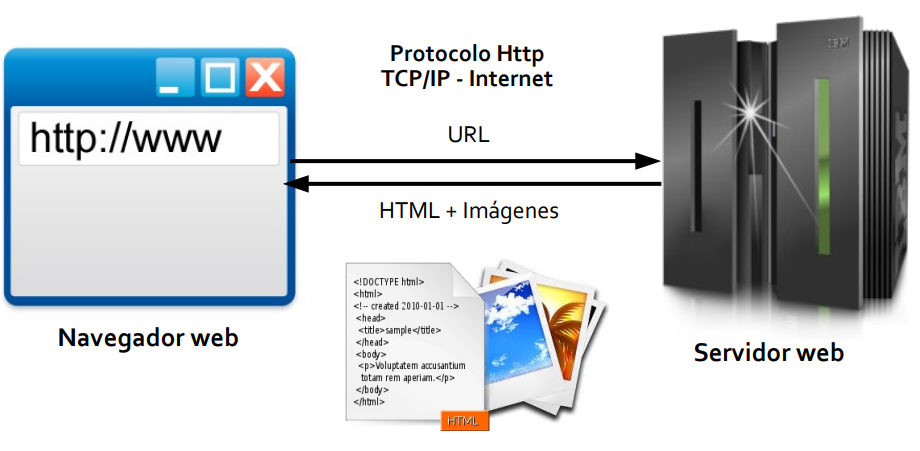 Protocolo Http
TCP/IP - Internet
http://www
URL
HTML + Imágenes
<!DOCTYPE html>
<html>
<!-- created 2010-01-01 -->
<head>
<title>sample</title>
</head>
<body>
<p>Voluptatem accusantium
totam rem aperiam.</p>
</body>
</html>
HTML
Navegador web
IBM
Servidor web